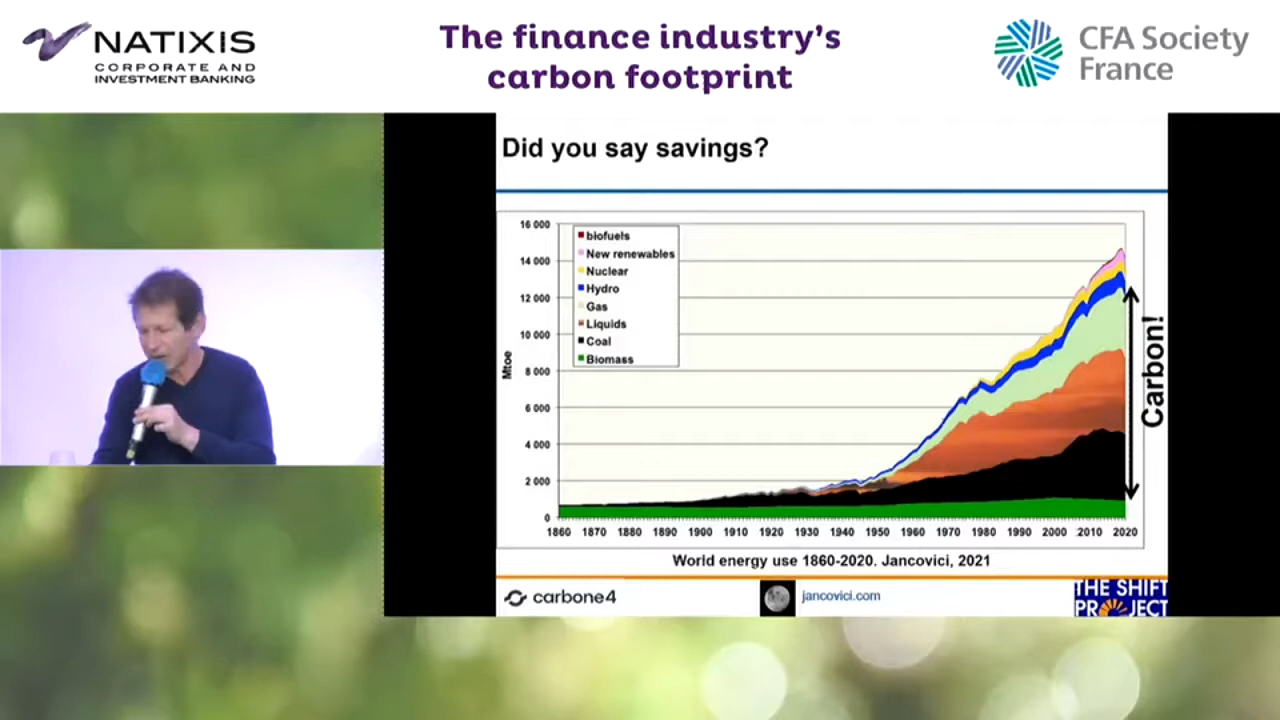 NATIXIS
CORPORATE AND
INVESTMENT BANKING
The finance industry's
carbon footprint
CFA Society
France
Did you say savings?
16 000
14 000
12 000
10 000
8 000
6 000
4 000
2 000
0
Mtoe
biofuels
New renewables
Nuclear
Hydro
Gas
Liquids
Coal
Biomass
Carbon!
1860 1870 1880 1890 1900 1910 1920 1930 1940 1950 1960 1970 1980 1990 2000 2010 2020
World energy use 1860-2020. Jancovici, 2021
carbone4
jancovici.com
THE SHIFT
PROJECT